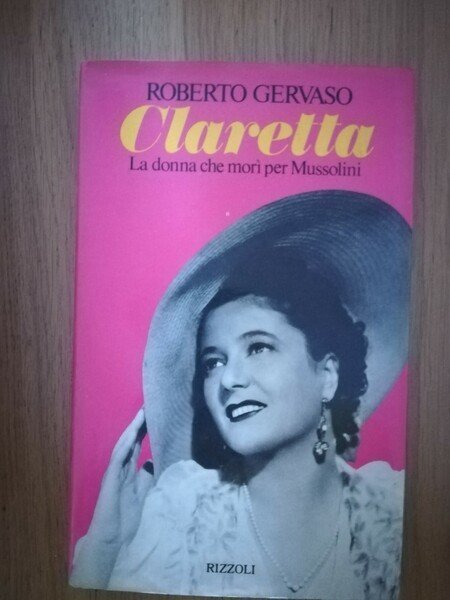 ROBERTO GERVASO
Claretta
La donna che morì per Mussolini
RIZZOLI